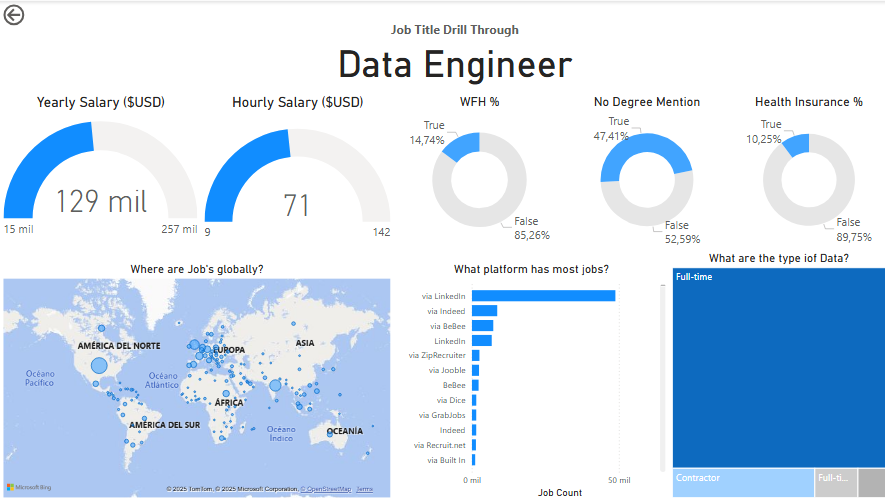 Job Title Drill Through
Data Engineer
Yearly Salary ($USD)
129 mil
15 mil
257 mil
Hourly Salary ($USD)
71
9
142
WFH %
True
14,74%
False
85,26%
No Degree Mention
True
47,41%
False
52,59%
Health Insurance %
True
10,25%
False
89,75%
Where are Job's globally?
AMÉRICA DEL NORTE
EUROPA
ASIA
Océano
Pacífico
Océano
Atlántico
ÁFRICA
AMÉRICA DEL SUR
Océano
Índico
OCEANÍA
Microsoft Bing
© 2025 TomTom, © 2025 Microsoft Corporation, © OpenStreetMap Terms
What platform has most jobs?
via LinkedIn
via Indeed
via BeBee
LinkedIn
via ZipRecruiter
via Jooble
BeBee
via Dice
via GrabJobs
Indeed
via Recruit.net
via Built In
0 mil
50 mil
Job Count
What are the type iof Data?
Full-time
Contractor
Full-ti...